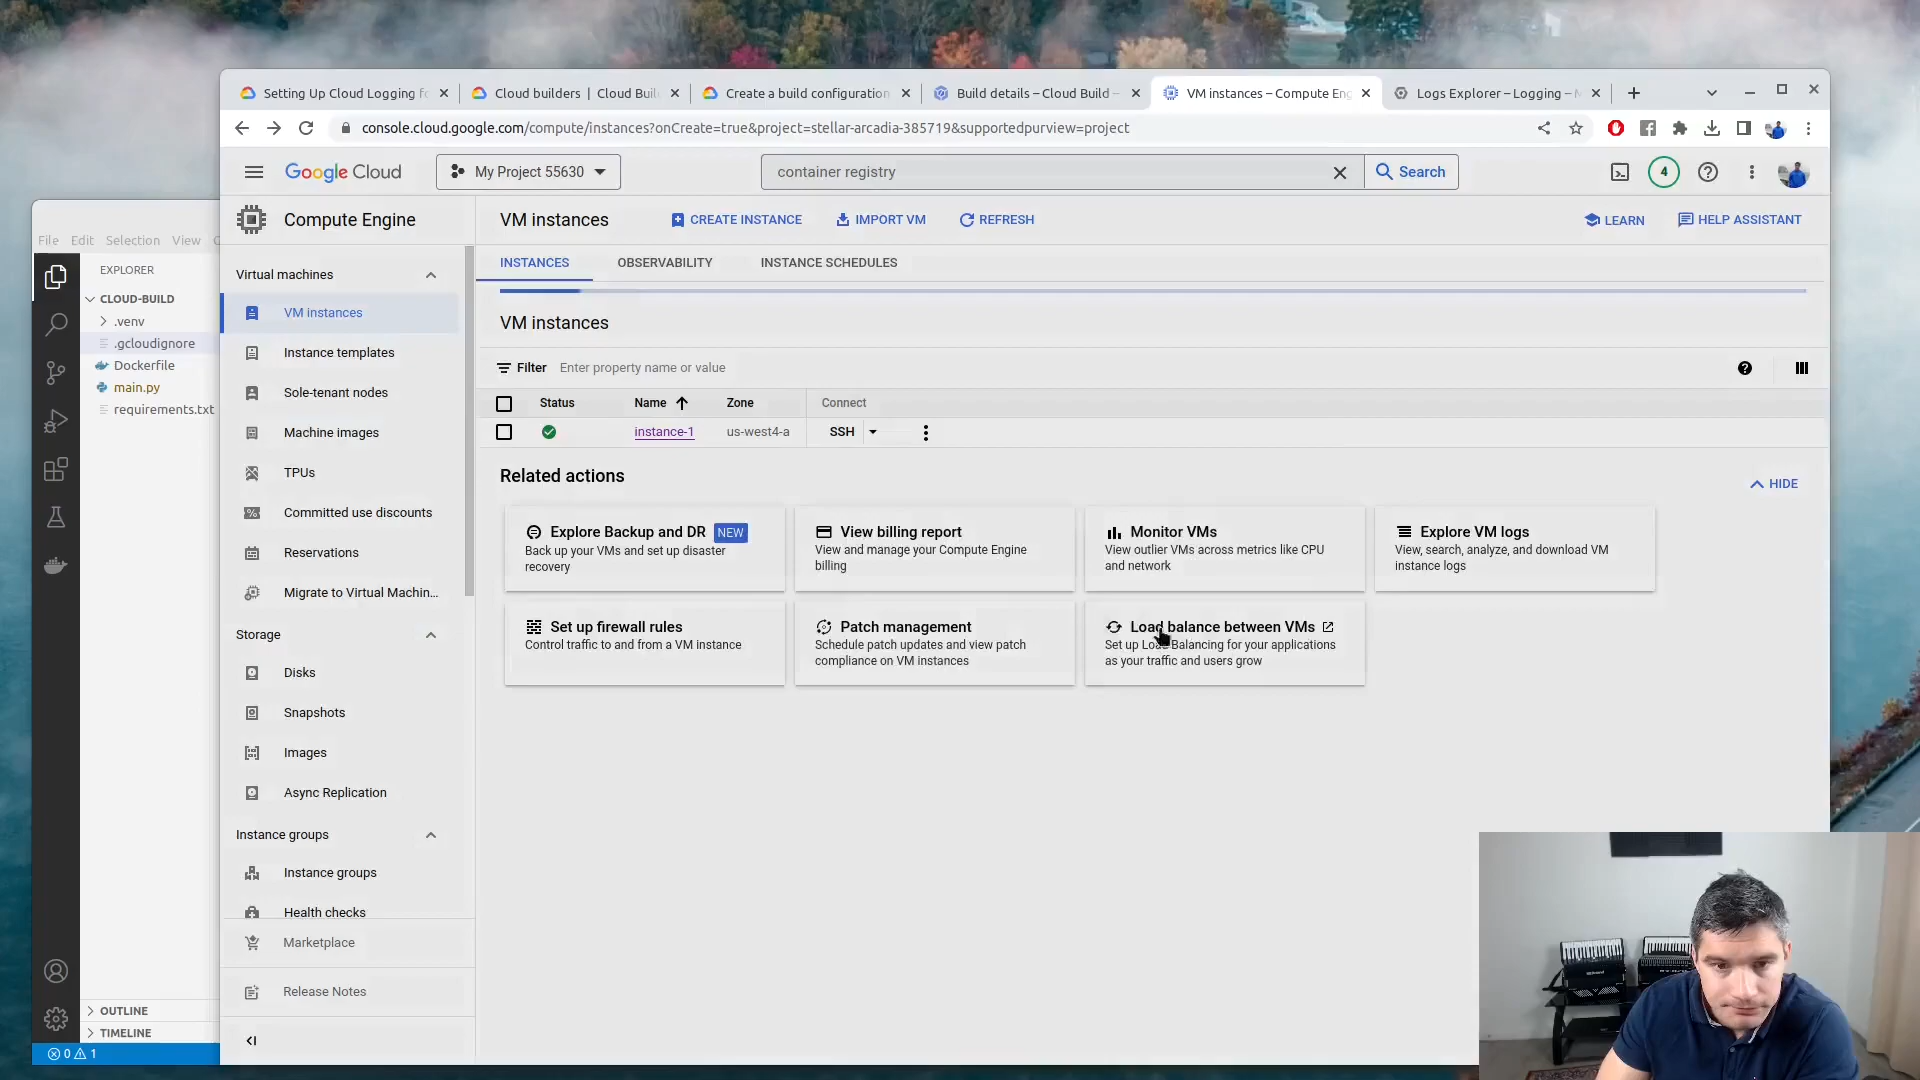 Setting Up Cloud Logging fo
Cloud builders | Cloud Buil
Create a build configuration
Build details – Cloud Build –
VM instances – Compute Eng
Logs Explorer – Logging – M
console.cloud.google.com/compute/instances?onCreate=true&project=stellar-arcadia-385719&supportedpurview=project
Google Cloud
My Project 55630
container registry
Search
4
File Edit Selection View G
EXPLORER
CLOUD-BUILD
.venv
.gcloudignore
Dockerfile
main.py
requirements.txt
OUTLINE
TIMELINE
0 1
Compute Engine
Virtual machines
VM instances
Instance templates
Sole-tenant nodes
Machine images
TPUs
Committed use discounts
Reservations
Migrate to Virtual Machin...
Storage
Disks
Snapshots
Images
Async Replication
Instance groups
Instance groups
Health checks
Marketplace
Release Notes
VM instances
CREATE INSTANCE
IMPORT VM
REFRESH
LEARN
HELP ASSISTANT
INSTANCES
OBSERVABILITY
INSTANCE SCHEDULES
VM instances
Filter Enter property name or value
Status Name Zone Connect
instance-1 us-west4-a SSH
Related actions
HIDE
Explore Backup and DR NEW
Back up your VMs and set up disaster
recovery
View billing report
View and manage your Compute Engine
billing
Monitor VMs
View outlier VMs across metrics like CPU
and network
Explore VM logs
View, search, analyze, and download VM
instance logs
Set up firewall rules
Control traffic to and from a VM instance
Patch management
Schedule patch updates and view patch
compliance on VM instances
Load balance between VMs
Set up Load Balancing for your applications
as your traffic and users grow